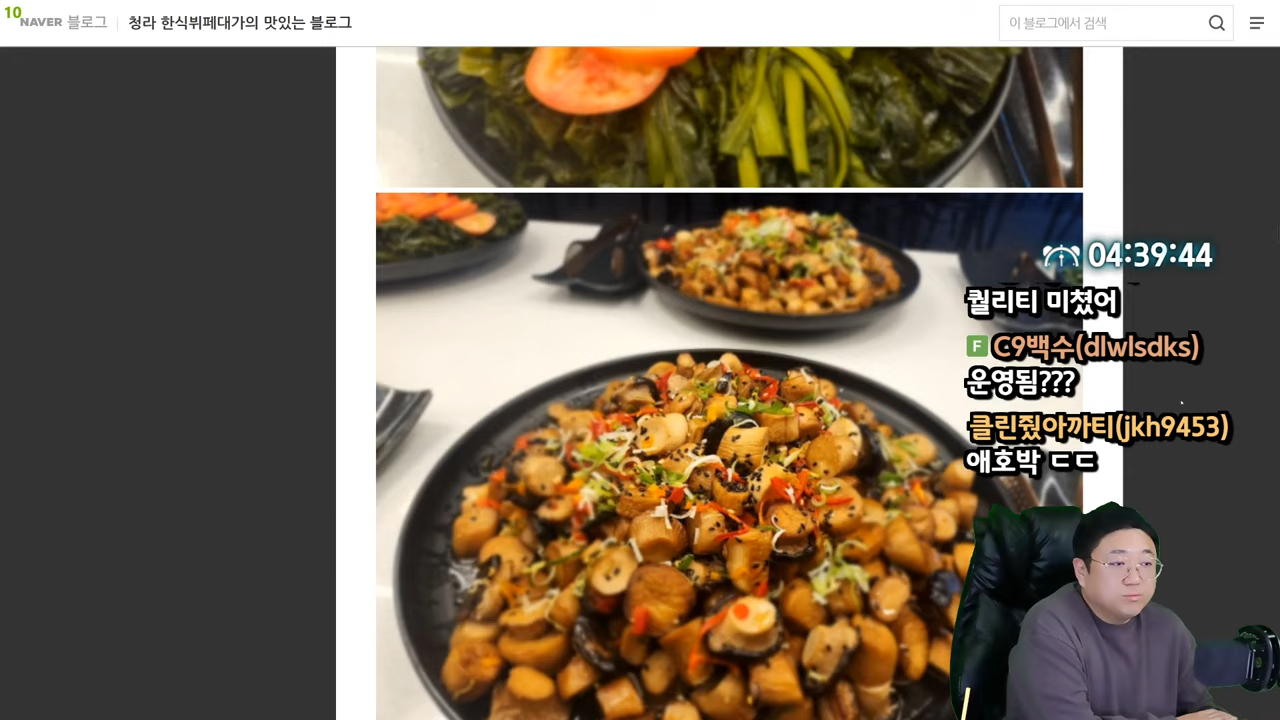 10
NAVER 블로그 청라 한식뷔페대가의 맛있는 블로그
이 블로그에서 검색
04:39:44
퀄리티 미쳤어
F C9백수(dlwlsdks)
운영됨???
클린줬아까티(jkh9453)
애호박 ㄷㄷ